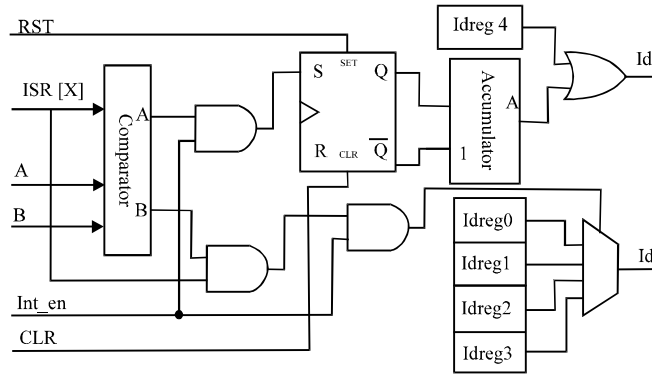 RST
Idreg 4
Id
ISR [X]
A
B
Comparator
A
B
S
SET
Q
R
CLR
Q
Accumulator
A
1
Idreg0
Idreg1
Idreg2
Idreg3
Id
Int_en
CLR